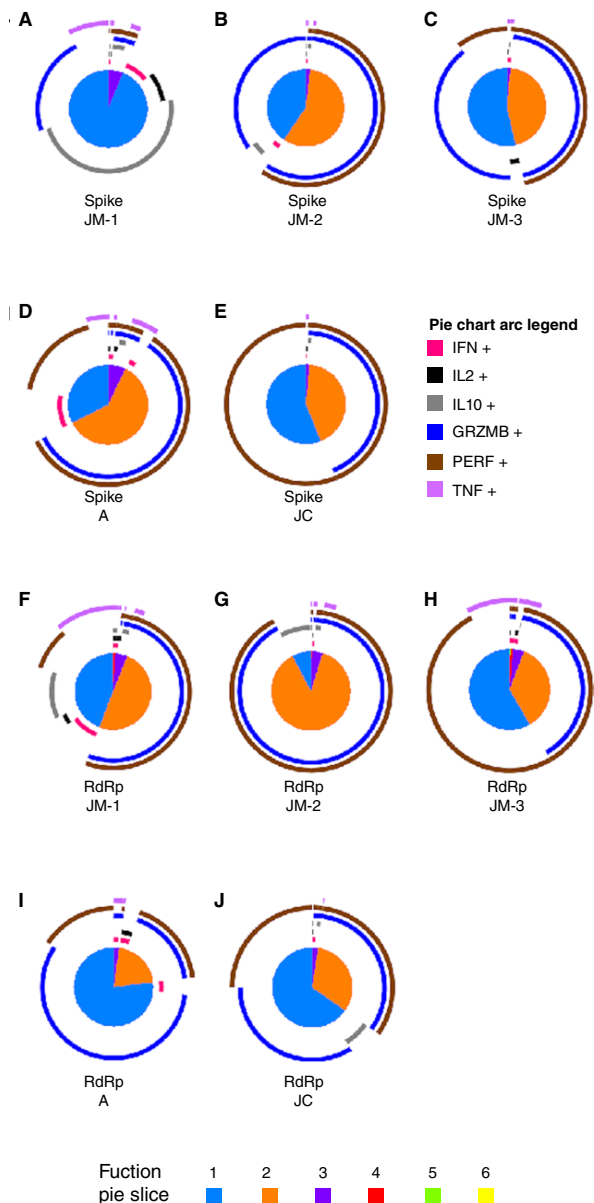 A
B
C
Spike
JM-1
Spike
JM-2
Spike
JM-3
D
E
Pie chart arc legend
IFN +
IL2 +
IL10 +
GRZMB +
PERF +
TNF +
Spike
A
Spike
JC
F
G
H
RdRp
JM-1
RdRp
JM-2
RdRp
JM-3
I
J
RdRp
A
RdRp
JC
Fuction 1 2 3 4 5 6
pie slice